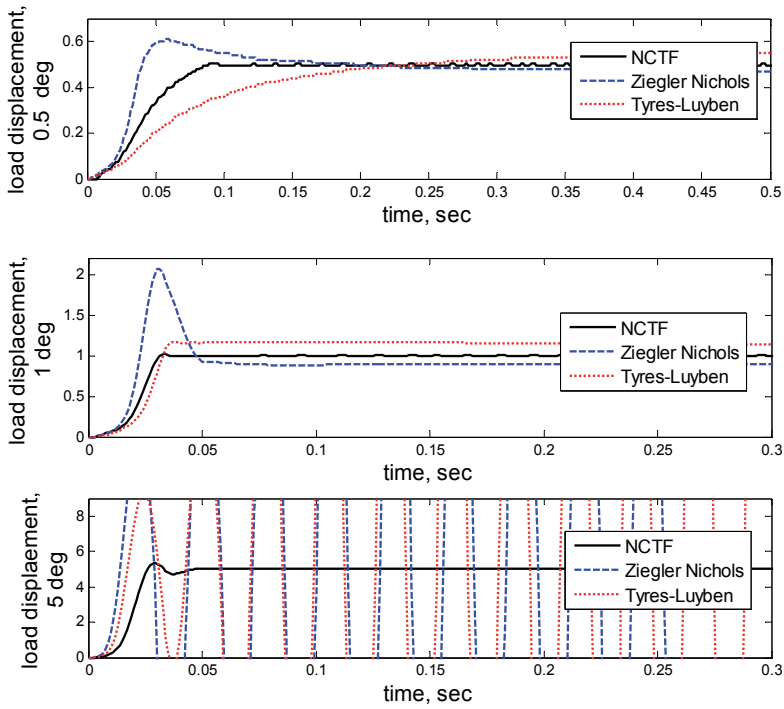 load displacement,
0.5 deg
0.6
0.4
0.2
0
0
0.05
0.1
0.15
0.2
0.25
0.3
0.35
0.4
0.45
0.5
time, sec
NCTF
Ziegler Nichols
Tyres-Luyben
load displacement,
1 deg
2
1.5
1
0.5
0
0
0.05
0.1
0.15
0.2
0.25
0.3
time, sec
NCTF
Ziegler Nichols
Tyres-Luyben
load displaement,
5 deg
8
6
4
2
0
0
0.05
0.1
0.15
0.2
0.25
0.3
time, sec
NCTF
Ziegler Nichols
Tyres-Luyben